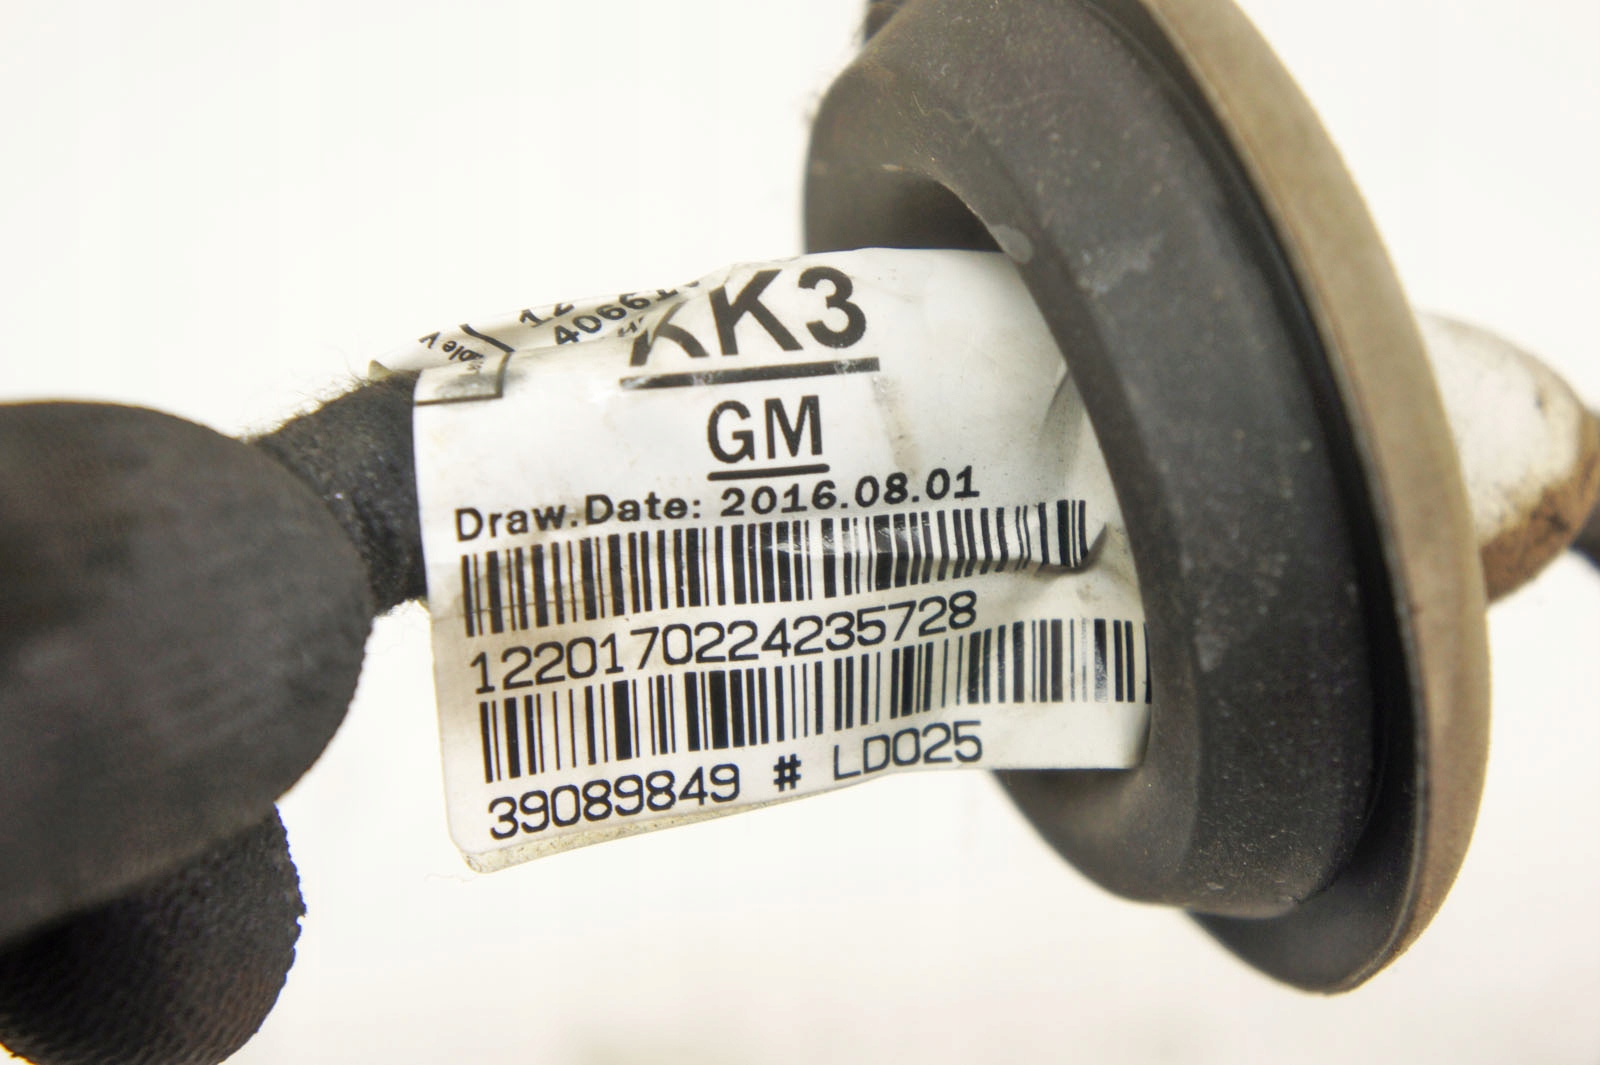 KK3
GM
Draw.Date: 2016.08.01
1220170224235728
39089849 # LD025